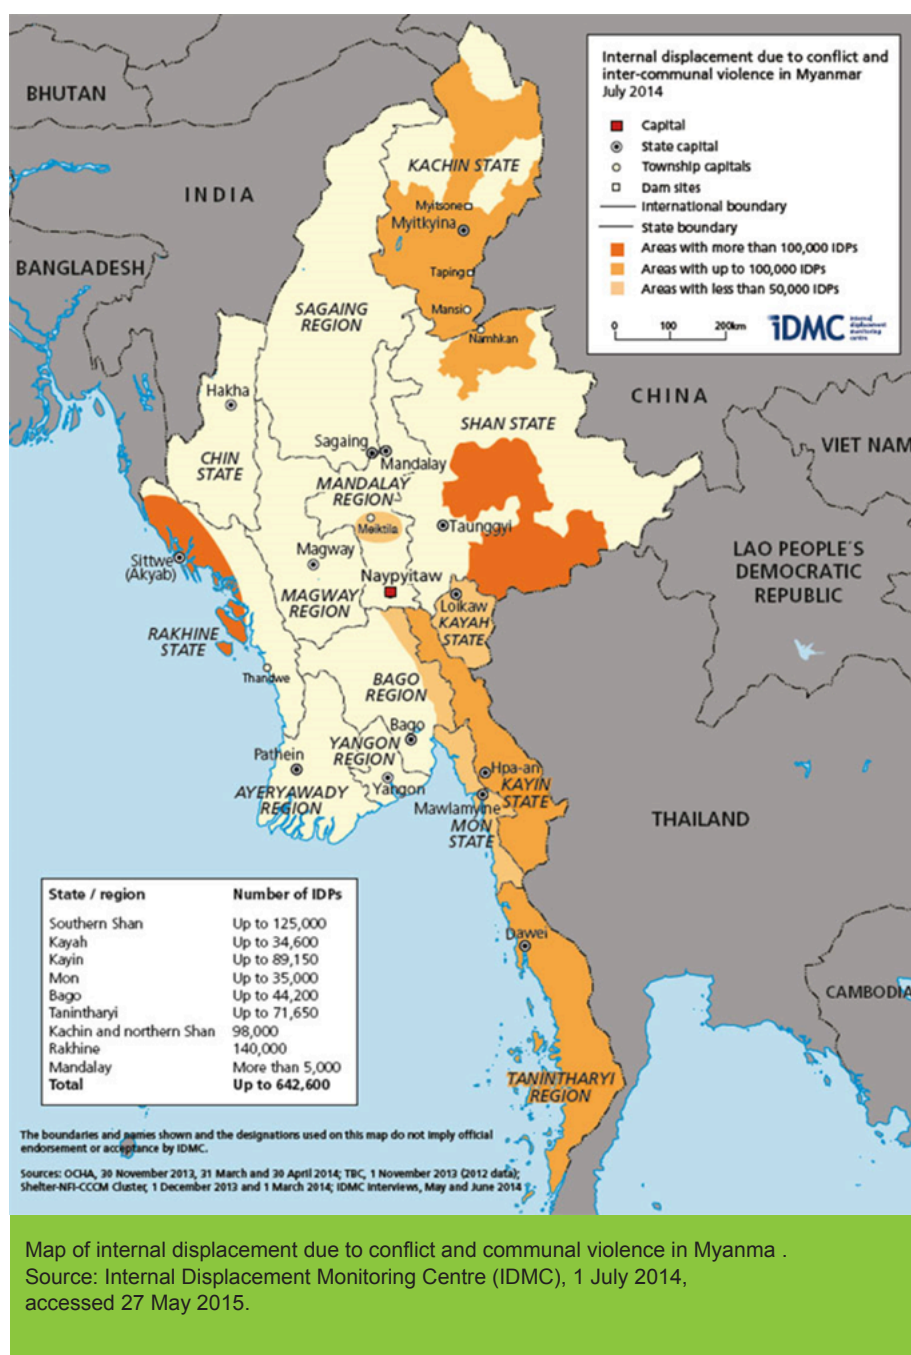 Internal displacement due to conflict and
inter-communal violence in Myanmar
July 2014
Capital
State capital
Township capitals
Dam sites
International boundary
State boundary
Areas with more than 100,000 IDPs
Areas with up to 100,000 IDPs
Areas with less than 50,000 IDPs
0 100 200km
iDMC
internal
displacement
monitoring
centre
BHUTAN
INDIA
BANGLADESH
CHINA
VIET NAM
LAO PEOPLE'S
DEMOCRATIC
REPUBLIC
THAILAND
CAMBODIA
KACHIN STATE
Myitsone
Myitkyina
Taping
Mansi
Namhkan
SAGAING
REGION
Hakha
CHIN
STATE
Sagaing
Mandalay
MANDALAY
REGION
SHAN STATE
Meiktila
Taunggyi
Magway
Naypyitaw
MAGWAY
REGION
Sittwe
(Akyab)
RAKHINE
STATE
Thandwe
Loikaw
KAYAH
STATE
BAGO
REGION
Bago
YANGON
REGION
Yangon
Pathein
AYERYAWADY
REGION
Hpa-an
KAYIN
STATE
Mawlamyine
MON
STATE
Dawei
TANINTHARYI
REGION
State / region Number of IDPs
Southern Shan Up to 125,000
Kayah Up to 34,600
Kayin Up to 89,150
Mon Up to 35,000
Bago Up to 44,200
Tanintharyi Up to 71,650
Kachin and northern Shan 98,000
Rakhine 140,000
Mandalay More than 5,000
Total Up to 642,600
The boundaries and names shown and the designations used on this map do not imply official
endorsement or acceptance by IDMC.
Sources: OCHA, 30 November 2013, 31 March and 30 April 2014; TBC, 1 November 2013 (2012 data);
Shelter-NFI-CCCM Cluster, 1 December 2013 and 1 March 2014; IDMC interviews, May and June 2014
Map of internal displacement due to conflict and communal violence in Myanma .
Source: Internal Displacement Monitoring Centre (IDMC), 1 July 2014,
accessed 27 May 2015.